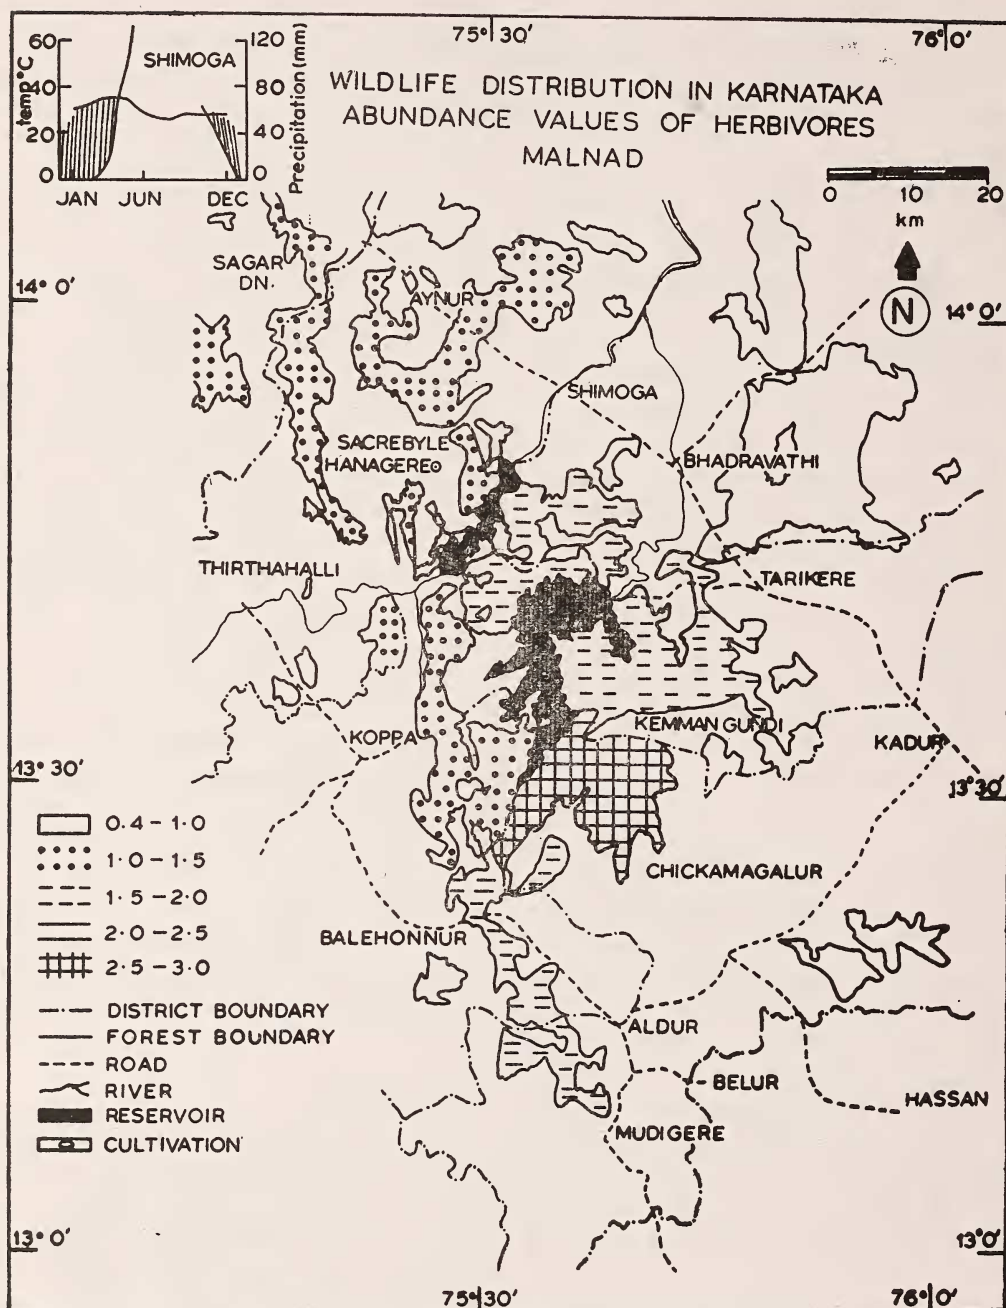 75° 30'
76° 0'
60
40
20
0
temp°C
SHIMOGA
120
80
40
0
Precipitation (mm)
JAN JUN DEC
WILDLIFE DISTRIBUTION IN KARNATAKA
ABUNDANCE VALUES OF HERBIVORES
MALNAD
0 10 20
km
N
14° 0'
14° 0'
SAGAR
DN.
AYNUR
SHIMOGA
SACREBYLE
HANAGERE
BHADRAVATHI
THIRTHAHALLI
TARIKERE
KEMMAN GUNDI
KOPPA
KADUR
13° 30'
13° 30'
0.4 - 1.0
1.0 - 1.5
1.5 - 2.0
2.0 - 2.5
2.5 - 3.0
CHICKAMAGALUR
BALEHONNUR
DISTRICT BOUNDARY
FOREST BOUNDARY
ROAD
RIVER
RESERVOIR
CULTIVATION
ALDUR
BELUR
HASSAN
MUDIGERE
13° 0'
13° 0'
75° 30'
76° 0'